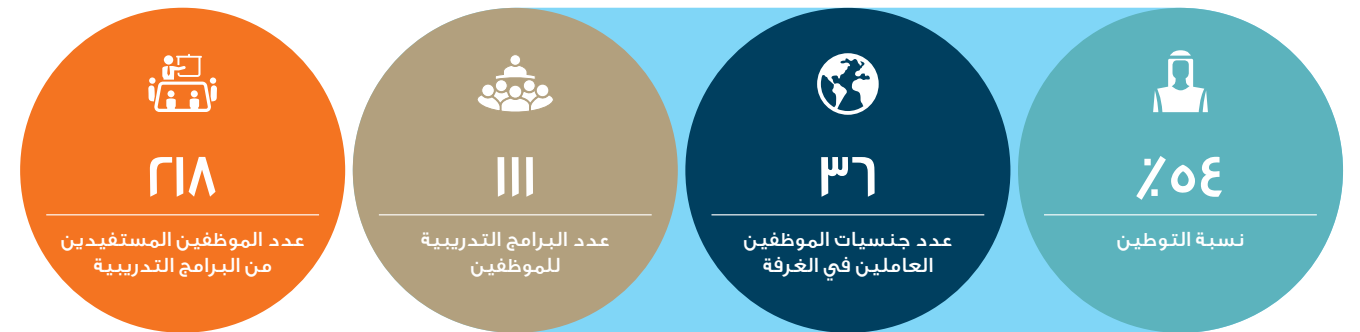 ٥٤٪
نسبة التوطين
٣٦
عدد جنسيات الموظفين
العاملين في الغرفة
١١١
عدد البرامج التدريبية
للموظفين
٢١٨
عدد الموظفين المستفيدين
من البرامج التدريبية